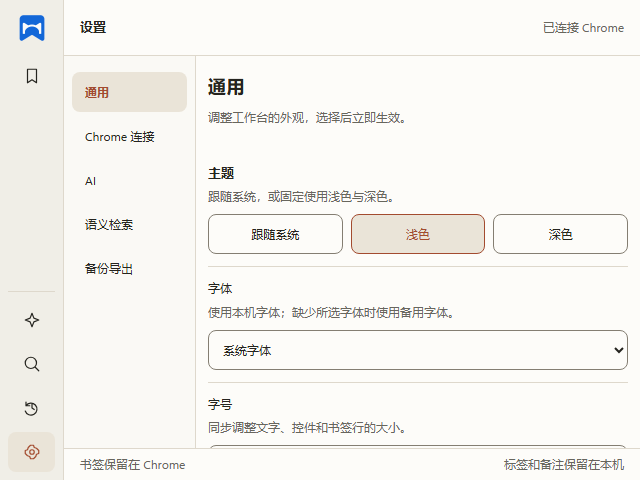 设置
已连接 Chrome
通用
Chrome 连接
AI
语义检索
备份导出
通用
调整工作台的外观，选择后立即生效。
主题
跟随系统，或固定使用浅色与深色。
跟随系统
浅色
深色
字体
使用本机字体；缺少所选字体时使用备用字体。
系统字体
字号
同步调整文字、控件和书签行的大小。
书签保留在 Chrome
标签和备注保留在本机